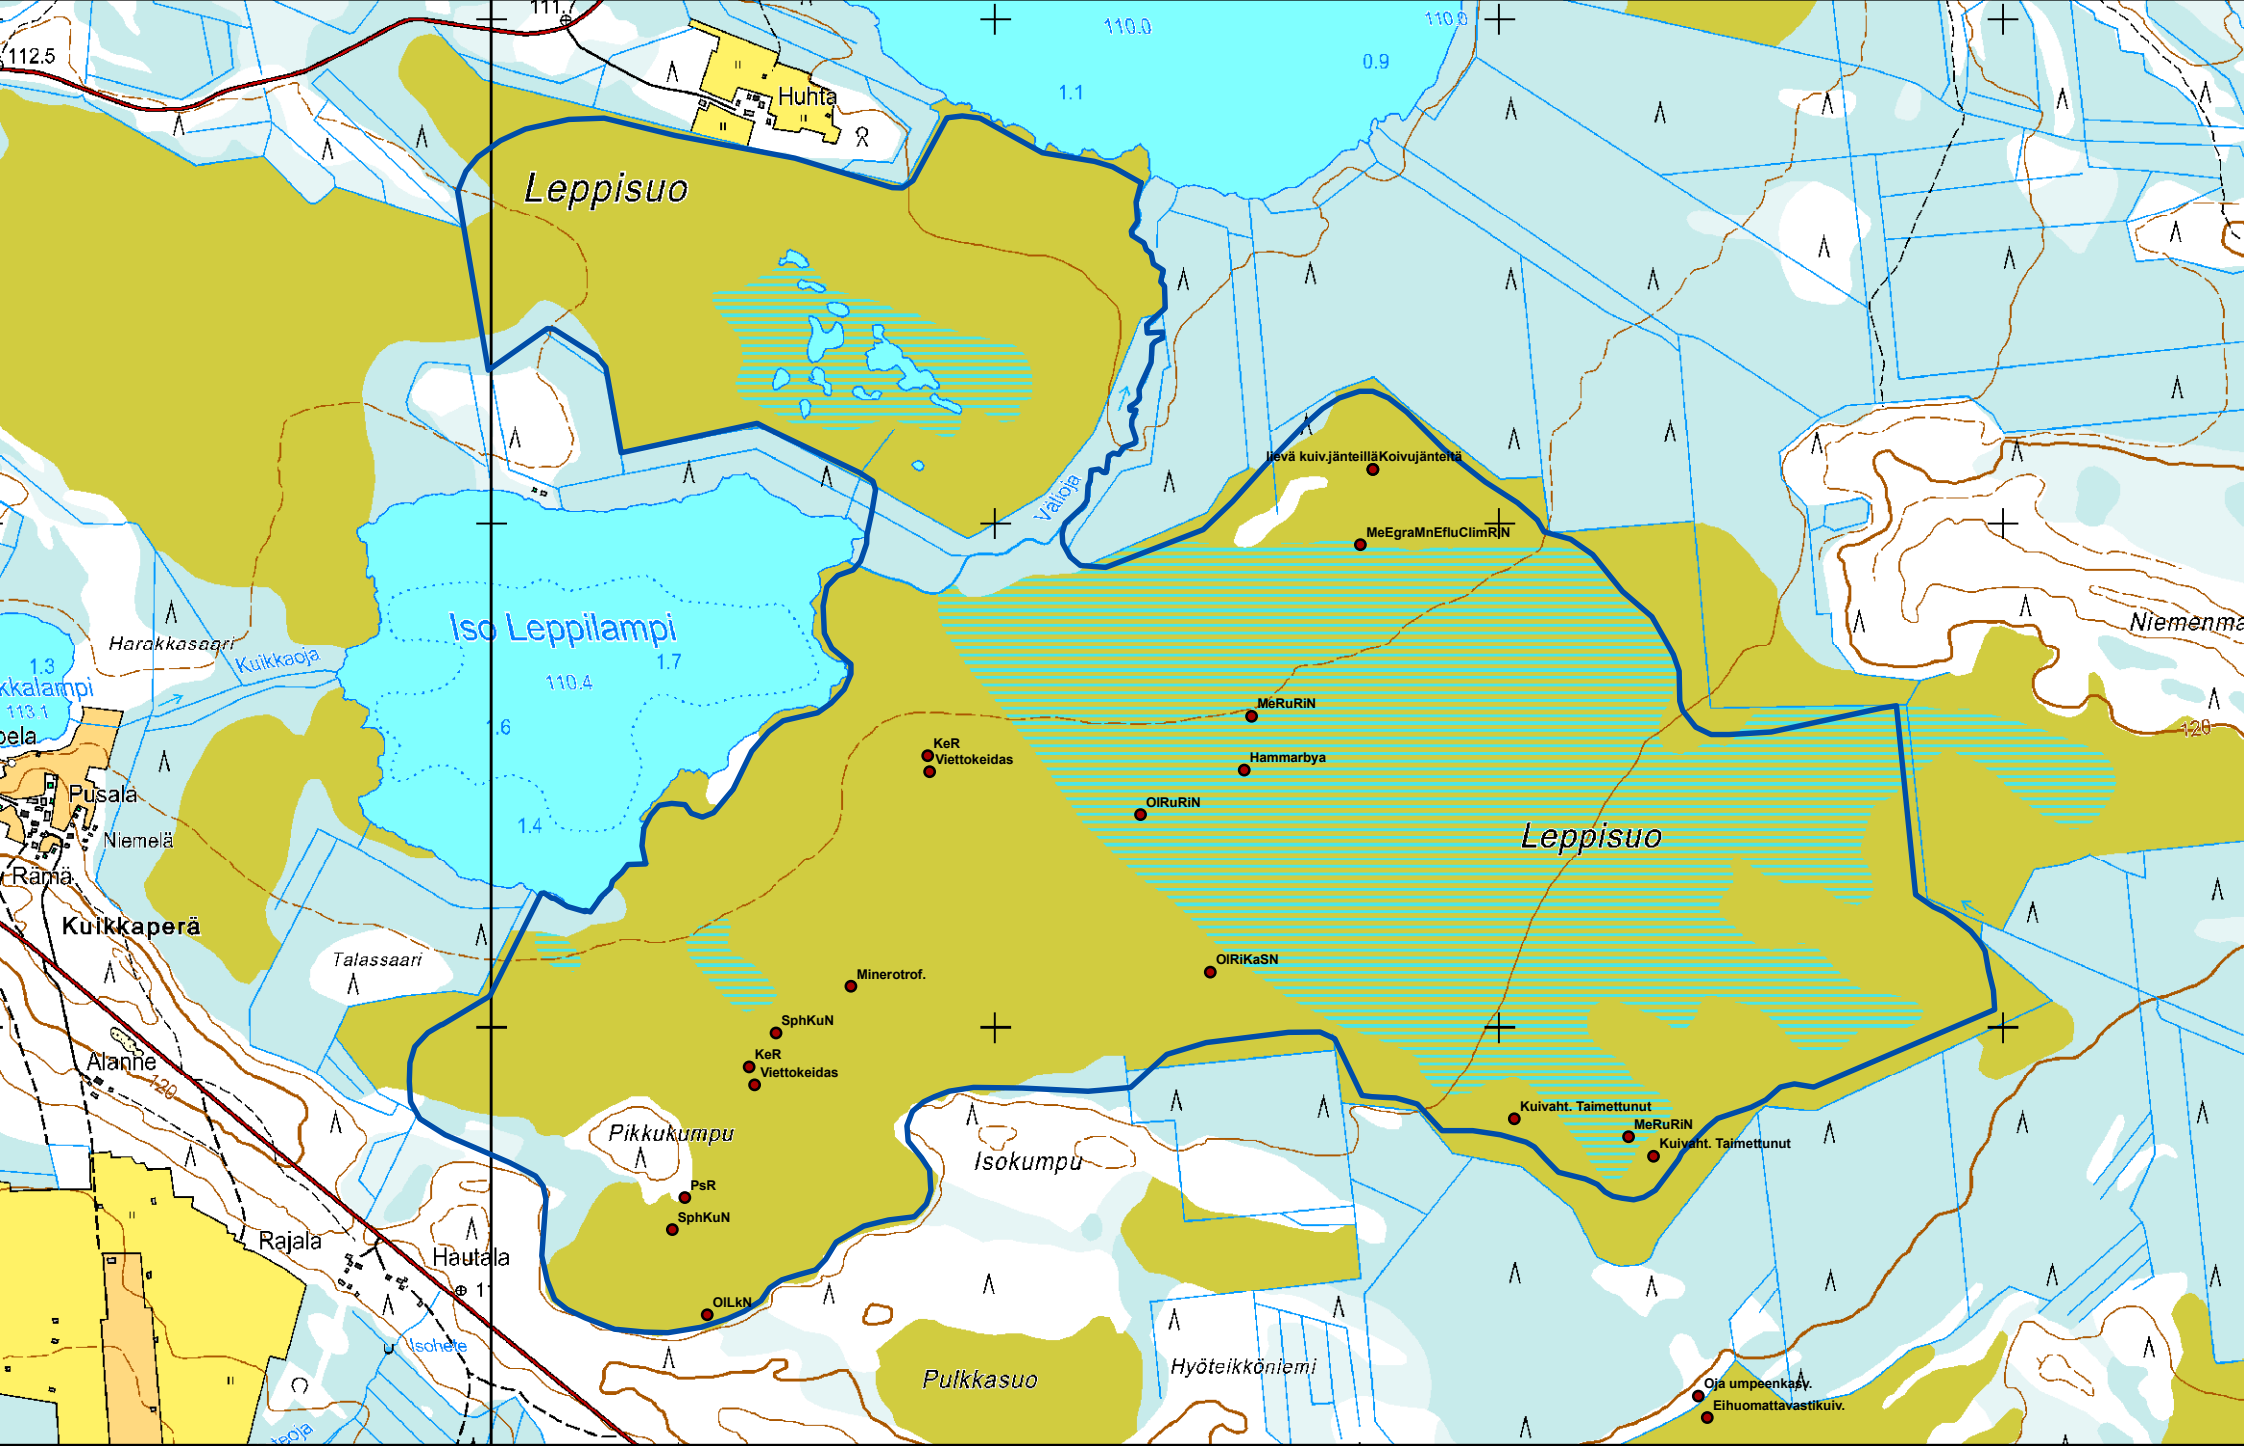 111.7
110.0
110.0
112.5
0.9
1.1
Huhta
Leppisuo
lievä kuiv.jänteilläKoivujänteitä
Välioja
MeEgraMnEfluClimRiN
Iso Leppilampi
Niemenma
Harakkasaari
Kuikkaoja
1.7
1.3
110.4
kkalampi
113.1
MeRuRiN
120
.6
KeR
Viettokeidas
Hammarbya
Pusala
OlRuRiN
1.4
Niemelä
Leppisuo
Rämä
Kuikkaperä
Talassaari
OlRiKaSN
Minerotrof.
SphKuN
KeR
Alanne
Viettokeidas
120
Kuivaht. Taimettunut
MeRuRiN
Pikkukumpu
Kuivaht. Taimettunut
Isokumpu
PsR
SphKuN
Rajala
Hautala
OlLkN
Isohete
Hyöteikköniemi
Pulkkasuo
Oja umpeenkasv.
Eihuomattavastikuiv.